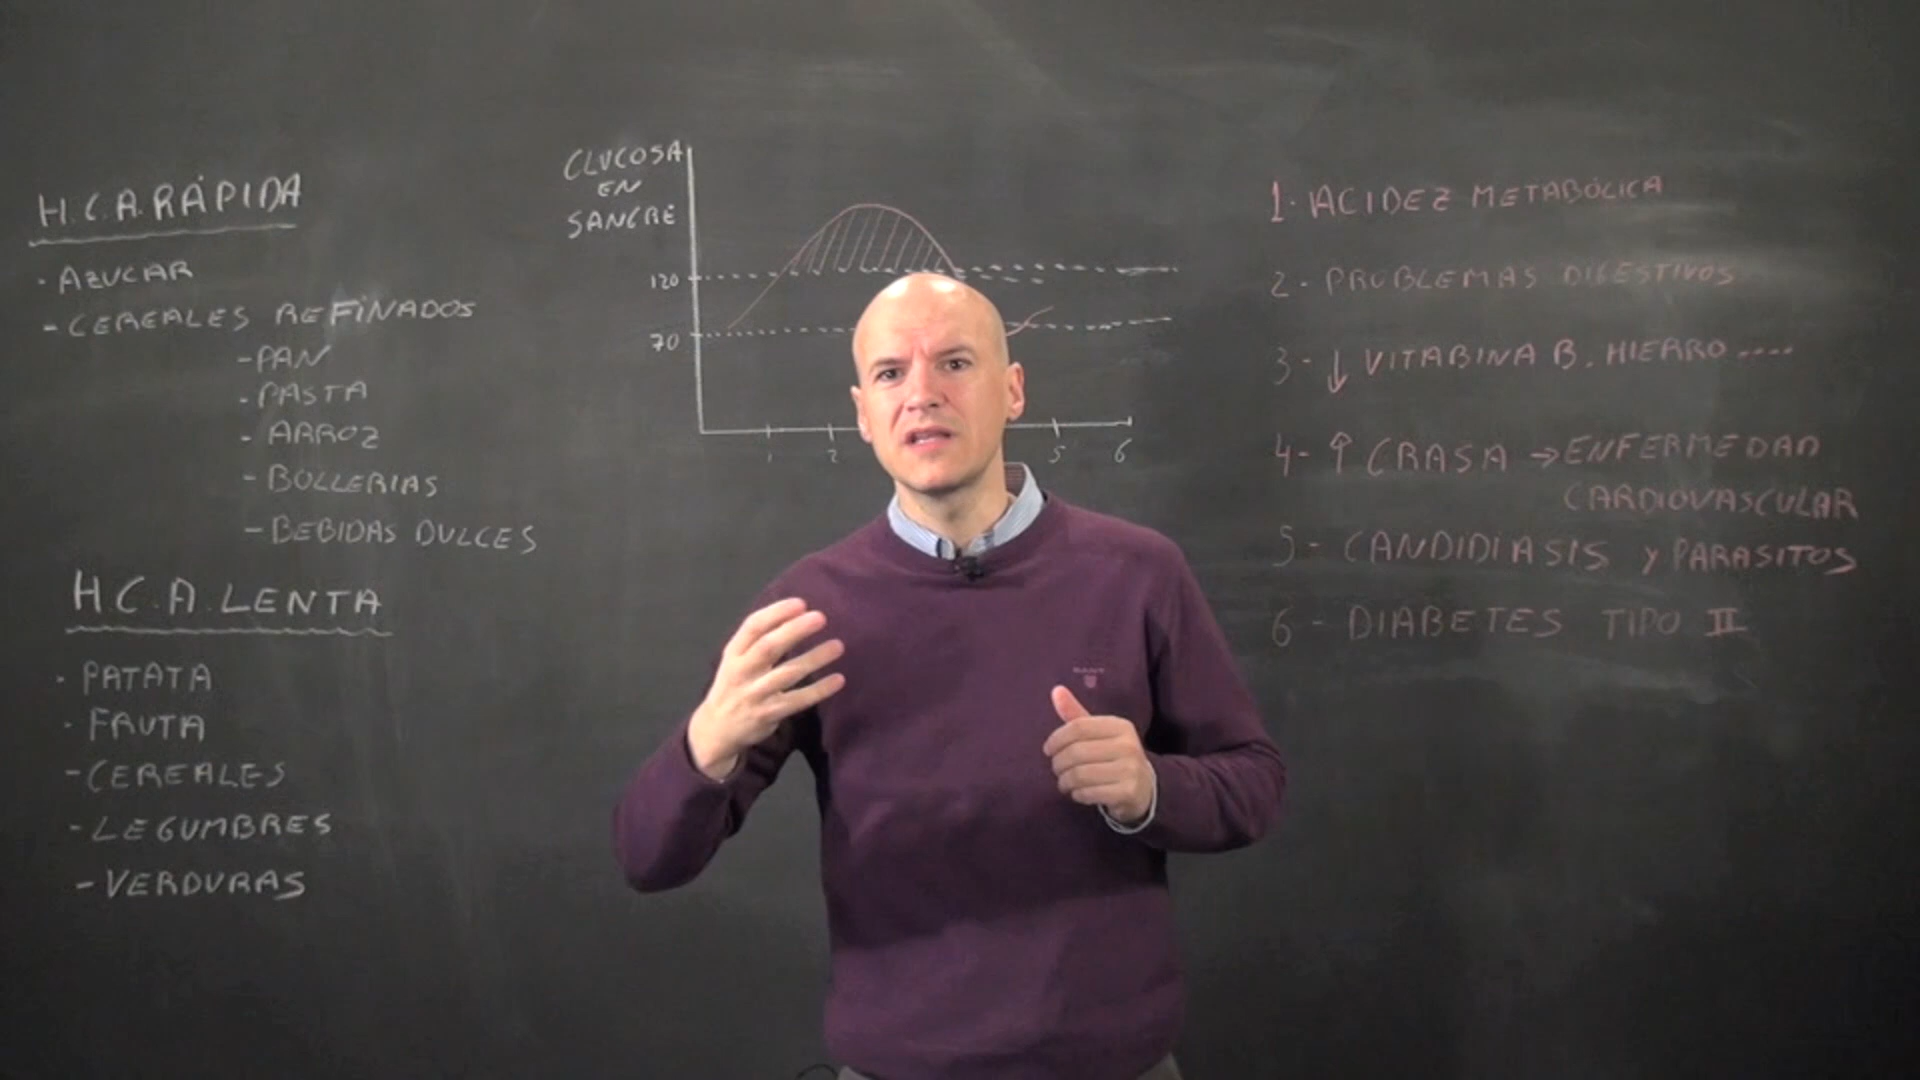 H.C.A.RÁPIDA
· AZUCAR
- CEREALES REFINADOS
- PAN
- PASTA
- ARROZ
- BOLLERIAS
- BEBIDAS DULCES
H.C.A.LENTA
· PATATA
· FRUTA
- CEREALES
- LEGUMBRES
- VERDURAS
GLUCOSA
EN
SANGRE
120
70
1 2 5 6
GANT
1. ACIDEZ METABÓLICA
2 - PROBLEMAS DIGESTIVOS
3 - ↓ VITABINA B. HIERRO ....
4 - ↑ GRASA → ENFERMEDAD
CARDIOVASCULAR
5 - CANDIDIASIS y PARASITOS
6 - DIABETES TIPO II